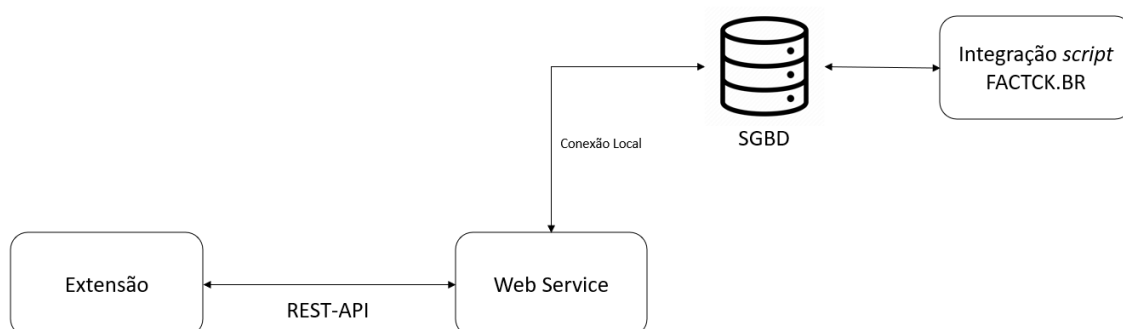 Integração script
FACTCK.BR
SGBD
Conexão Local
Extensão
Web Service
REST-API